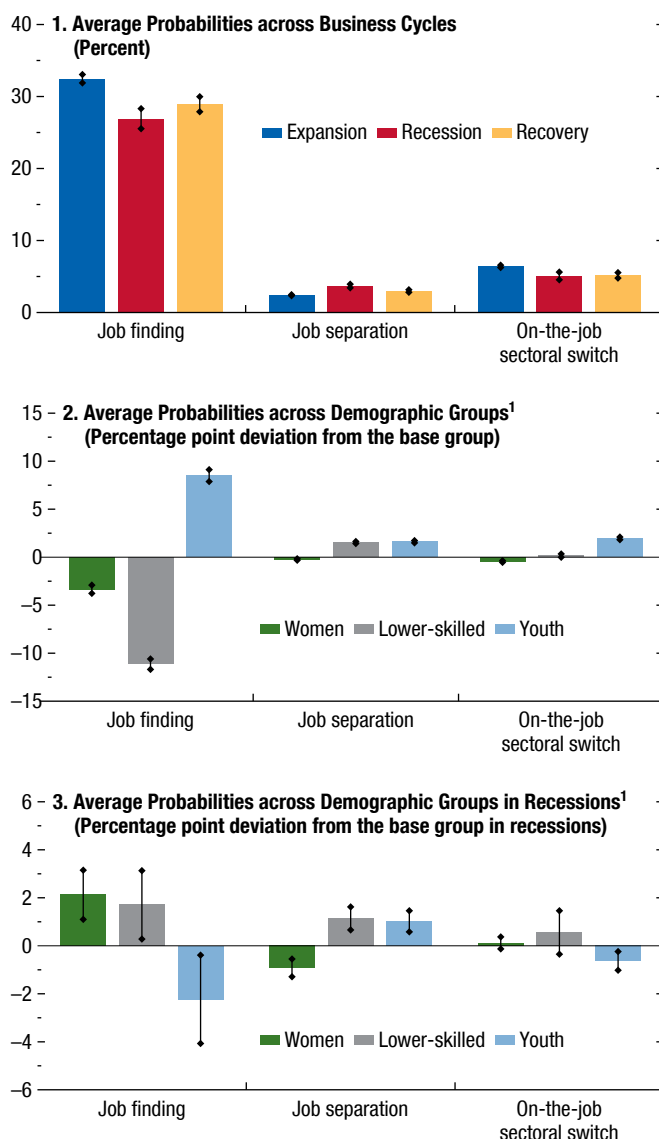 1. Average Probabilities across Business Cycles
(Percent)
40
30
20
10
0
Expansion Recession Recovery
Job finding Job separation On-the-job
sectoral switch
2. Average Probabilities across Demographic Groups¹
(Percentage point deviation from the base group)
15
10
5
0
–5
–10
–15
Women Lower-skilled Youth
Job finding Job separation On-the-job
sectoral switch
3. Average Probabilities across Demographic Groups in Recessions¹
(Percentage point deviation from the base group in recessions)
6
4
2
0
–2
–4
–6
Women Lower-skilled Youth
Job finding Job separation On-the-job
sectoral switch